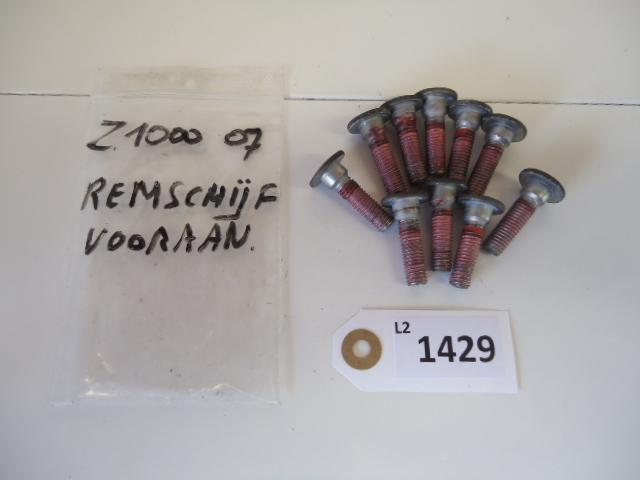 Z1000 07
REMSCHIJF
VOORAAN.
L2
1429